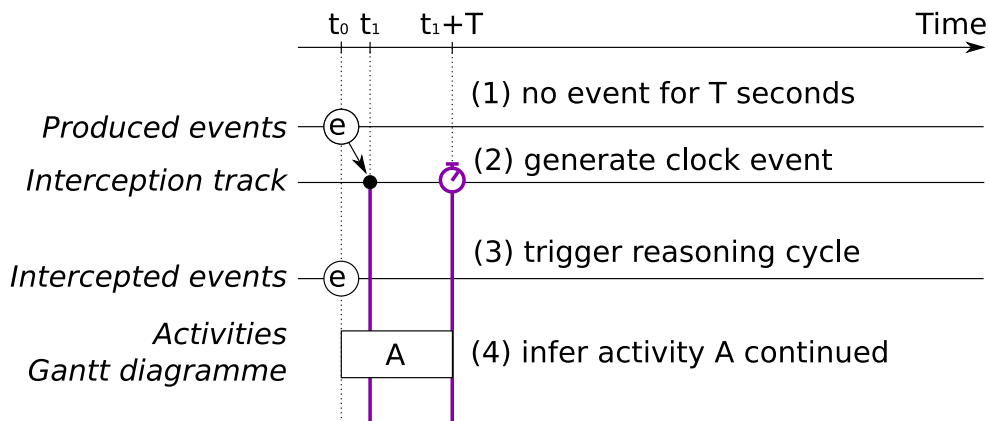 t₀ t₁ t₁+T Time
(1) no event for T seconds
Produced events e
(2) generate clock event
Interception track
(3) trigger reasoning cycle
Intercepted events e
Activities
Gantt diagramme
A
(4) infer activity A continued